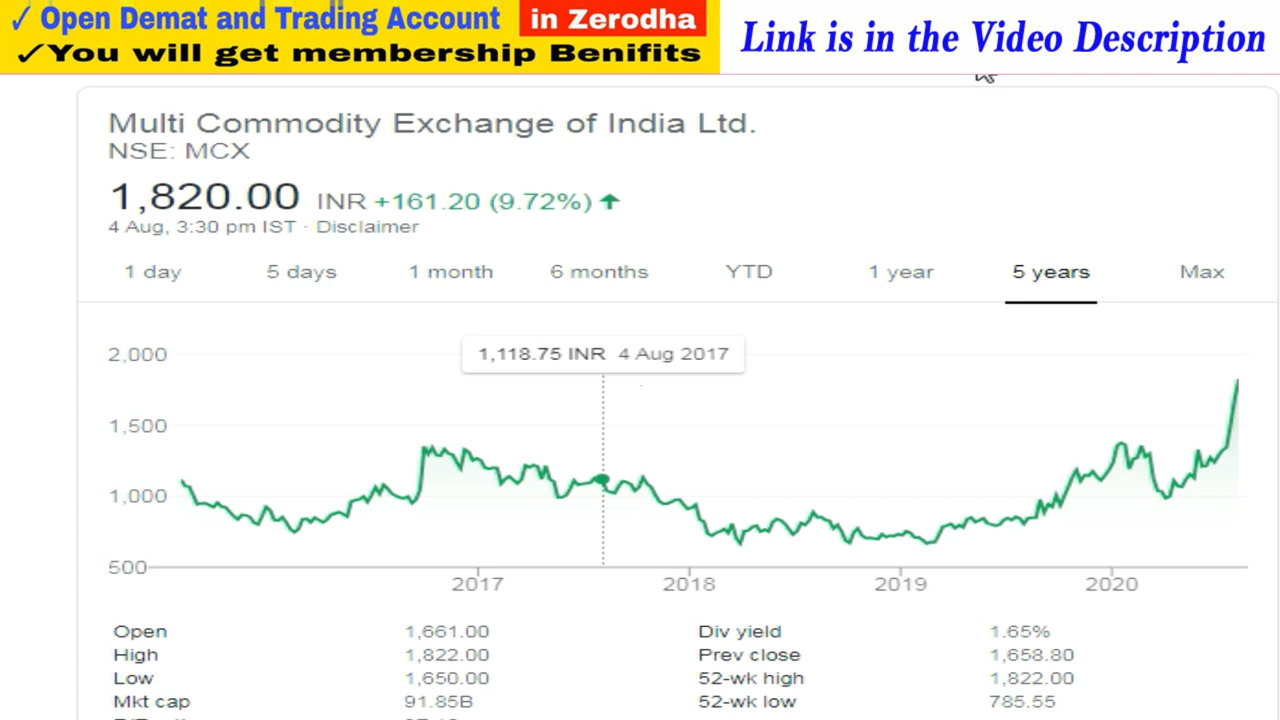 ✓ Open Demat and Trading Account in Zerodha
✓You will get membership Benifits
Link is in the Video Description
Multi Commodity Exchange of India Ltd.
NSE: MCX
1,820.00 INR +161.20 (9.72%) ↑
4 Aug, 3:30 pm IST · Disclaimer
1 day 5 days 1 month 6 months YTD 1 year 5 years Max
1,118.75 INR 4 Aug 2017
2,000
1,500
1,000
500
2017 2018 2019 2020
Open 1,661.00 Div yield 1.65%
High 1,822.00 Prev close 1,658.80
Low 1,650.00 52-wk high 1,822.00
Mkt cap 91.85B 52-wk low 785.55